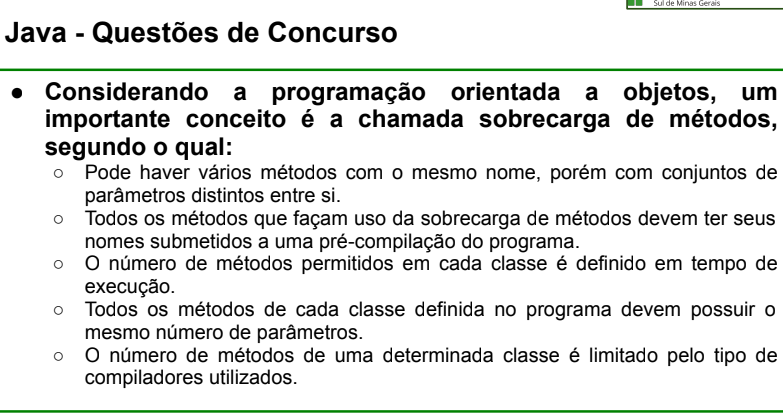 Sul de Minas Gerais
Java - Questões de Concurso
● Considerando a programação orientada a objetos, um
importante conceito é a chamada sobrecarga de métodos,
segundo o qual:
○ Pode haver vários métodos com o mesmo nome, porém com conjuntos de
parâmetros distintos entre si.
○ Todos os métodos que façam uso da sobrecarga de métodos devem ter seus
nomes submetidos a uma pré-compilação do programa.
○ O número de métodos permitidos em cada classe é definido em tempo de
execução.
○ Todos os métodos de cada classe definida no programa devem possuir o
mesmo número de parâmetros.
○ O número de métodos de uma determinada classe é limitado pelo tipo de
compiladores utilizados.